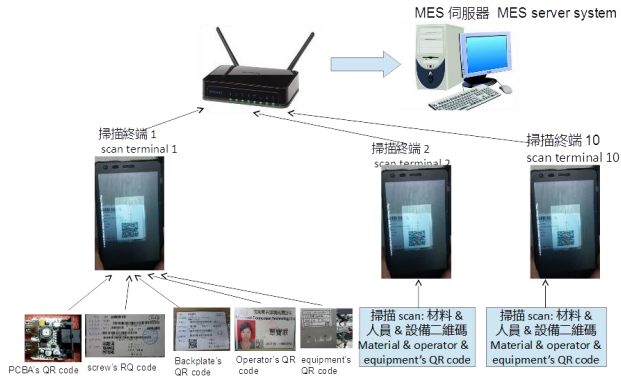 MES 伺服器 MES server system
掃描終端 1
scan terminal 1
掃描終端 2
scan terminal 2
掃描終端 10
scan terminal 10
PCBA's QR code
screw's RQ code
Backplate's
QR code
Operator's QR
code
equipment's
QR code
掃描 scan: 材料 &
人員 & 設備二維碼
Material & operator &
equipment's QR code
掃描 scan: 材料 &
人員 & 設備二維碼
Material & operator &
equipment's QR code